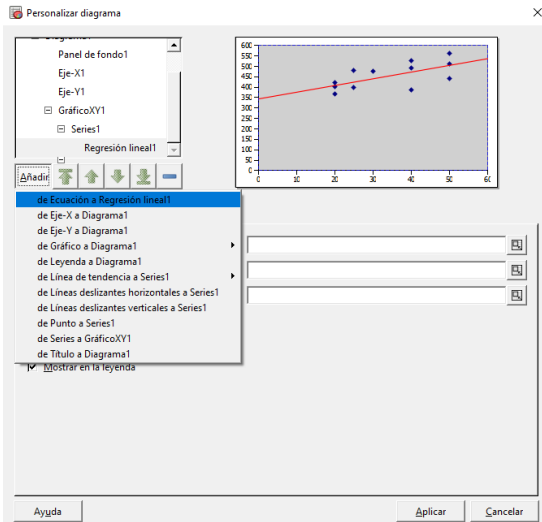 Personalizar diagrama
Panel de fondo1
Eje-X1
Eje-Y1
GráficoXY1
Series1
Regresión lineal1
600
550
500
450
400
350
300
250
200
150
100
50
0
0 10 20 30 40 50 60
Añadir
de Ecuación a Regresión lineal1
de Eje-X a Diagrama1
de Eje-Y a Diagrama1
de Gráfico a Diagrama1
de Leyenda a Diagrama1
de Línea de tendencia a Series1
de Líneas deslizantes horizontales a Series1
de Líneas deslizantes verticales a Series1
de Punto a Series1
de Series a GráficoXY1
de Título a Diagrama1
Mostrar en la leyenda
Ayuda Aplicar Cancelar